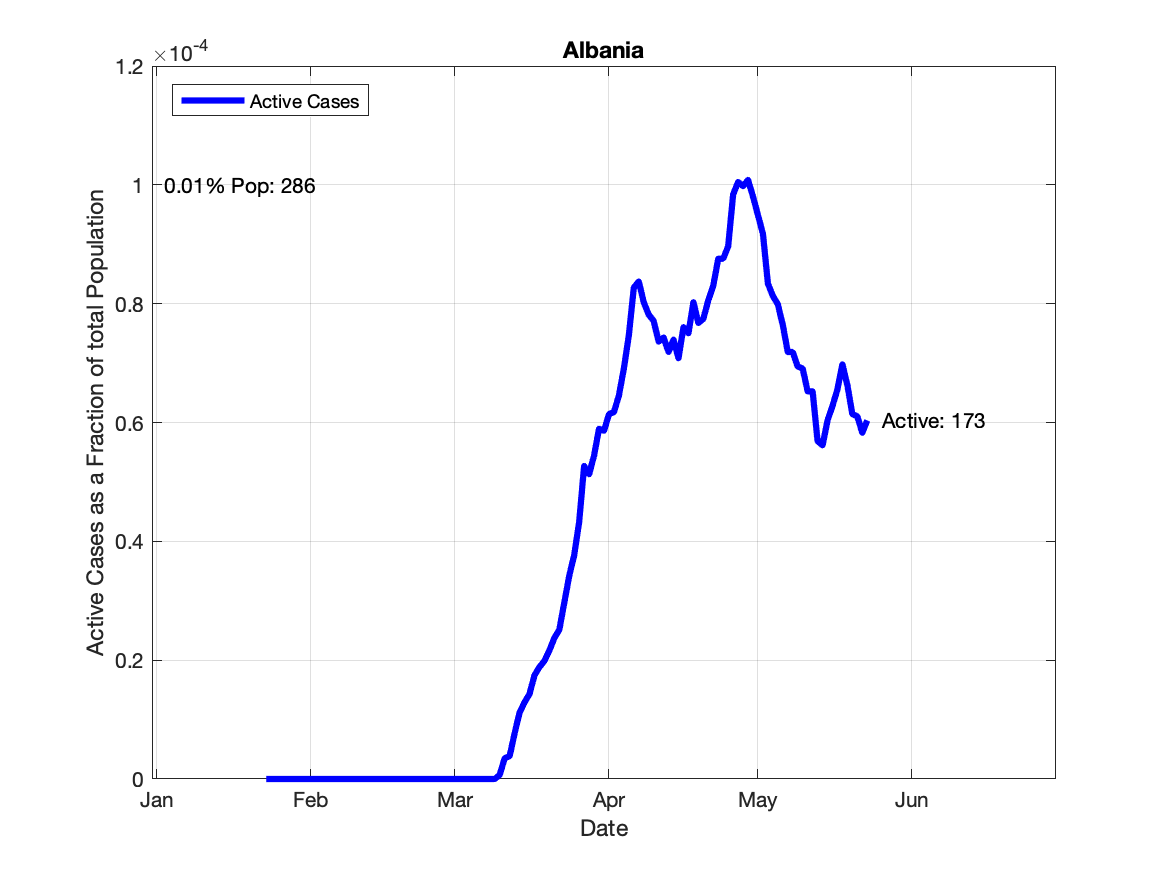 Albania
×10-4
1.2
1
0.8
0.6
0.4
0.2
0
Active Cases
0.01% Pop: 286
Active: 173
Active Cases as a Fraction of total Population
Jan Feb Mar Apr May Jun
Date